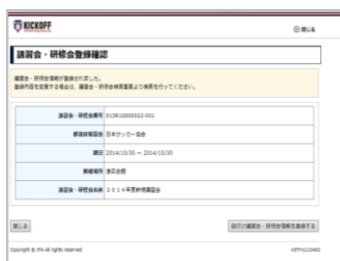 KICKOFF
閉じる
講習会・研修会登録確認
講習会・研修会情報が登録されました。
登録内容を変更する場合は、講習会・研修会検索画面より検索を行ってください。
講習会・研修会番号 013R10000022-001
都道府県協会 日本サッカー協会
期日 2014/10/30 ～ 2014/10/30
開催場所
講習会・研修会名称 2014年度新規講習会
閉じる
続けて講習会・研修会情報を登録する
Copyright © JFA All rights reserved.